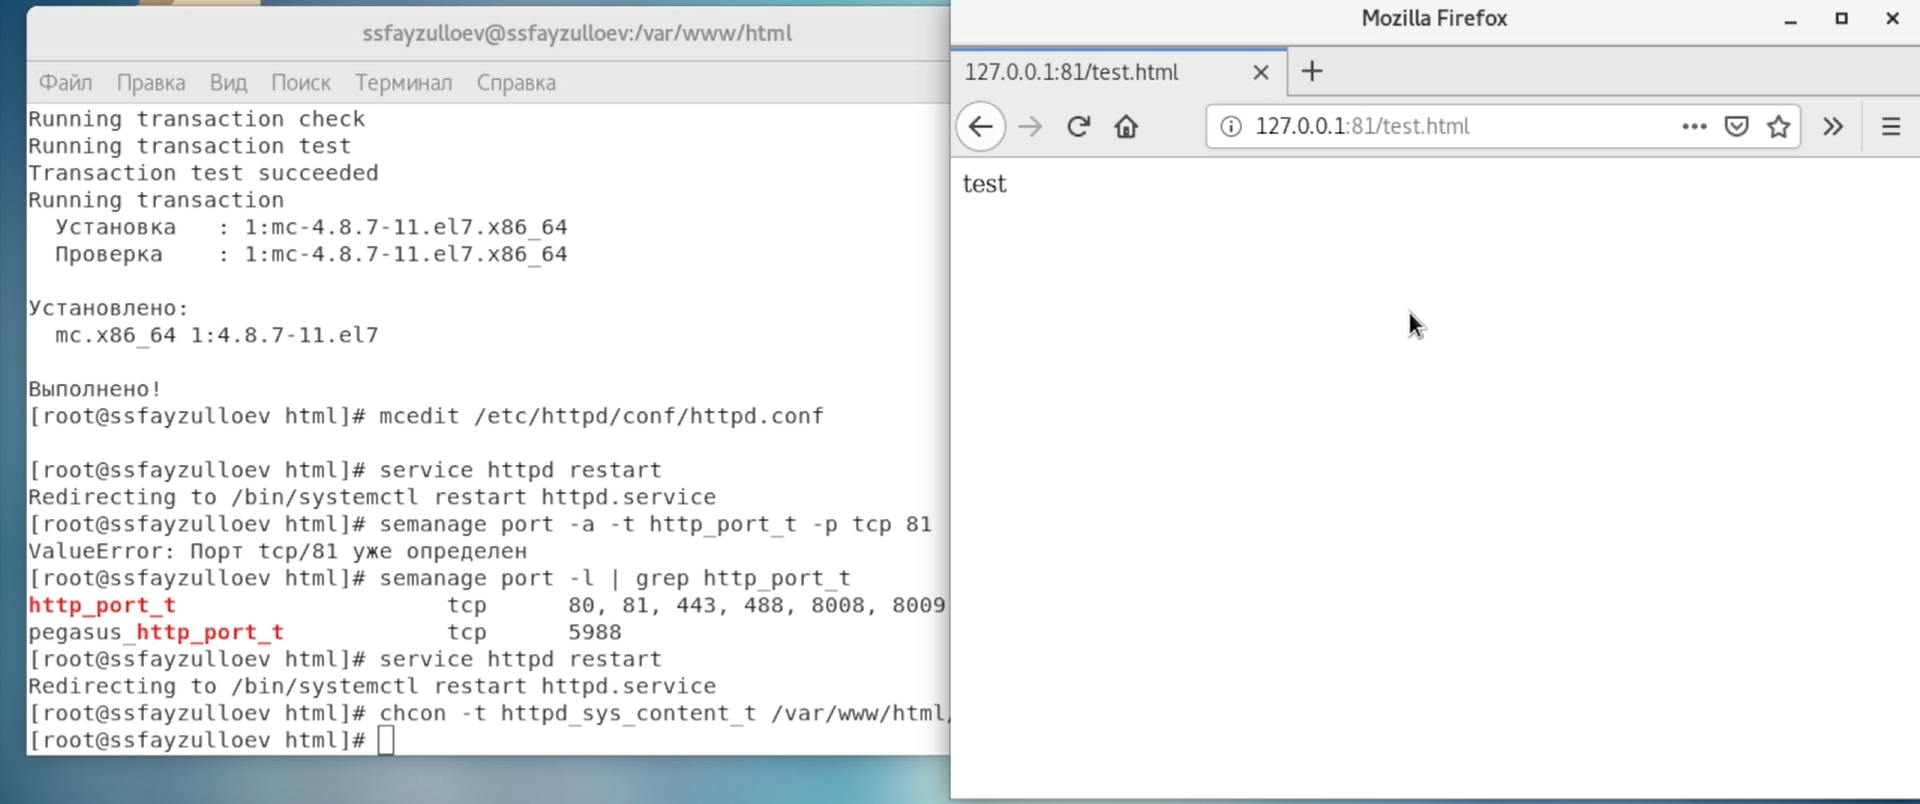 ssfayzulloev@ssfayzulloev:/var/www/html
Файл Правка Вид Поиск Терминал Справка
Running transaction check
Running transaction test
Transaction test succeeded
Running transaction
  Установка   : 1:mc-4.8.7-11.el7.x86_64
  Проверка    : 1:mc-4.8.7-11.el7.x86_64
Установлено:
  mc.x86_64 1:4.8.7-11.el7
Выполнено!
[root@ssfayzulloev html]# mcedit /etc/httpd/conf/httpd.conf
[root@ssfayzulloev html]# service httpd restart
Redirecting to /bin/systemctl restart httpd.service
[root@ssfayzulloev html]# semanage port -a -t http_port_t -p tcp 81
ValueError: Порт tcp/81 уже определен
[root@ssfayzulloev html]# semanage port -l | grep http_port_t
http_port_t                    tcp      80, 81, 443, 488, 8008, 8009
pegasus_http_port_t            tcp      5988
[root@ssfayzulloev html]# service httpd restart
Redirecting to /bin/systemctl restart httpd.service
[root@ssfayzulloev html]# chcon -t httpd_sys_content_t /var/www/html/
[root@ssfayzulloev html]#
Mozilla Firefox
127.0.0.1:81/test.html
127.0.0.1:81/test.html
test